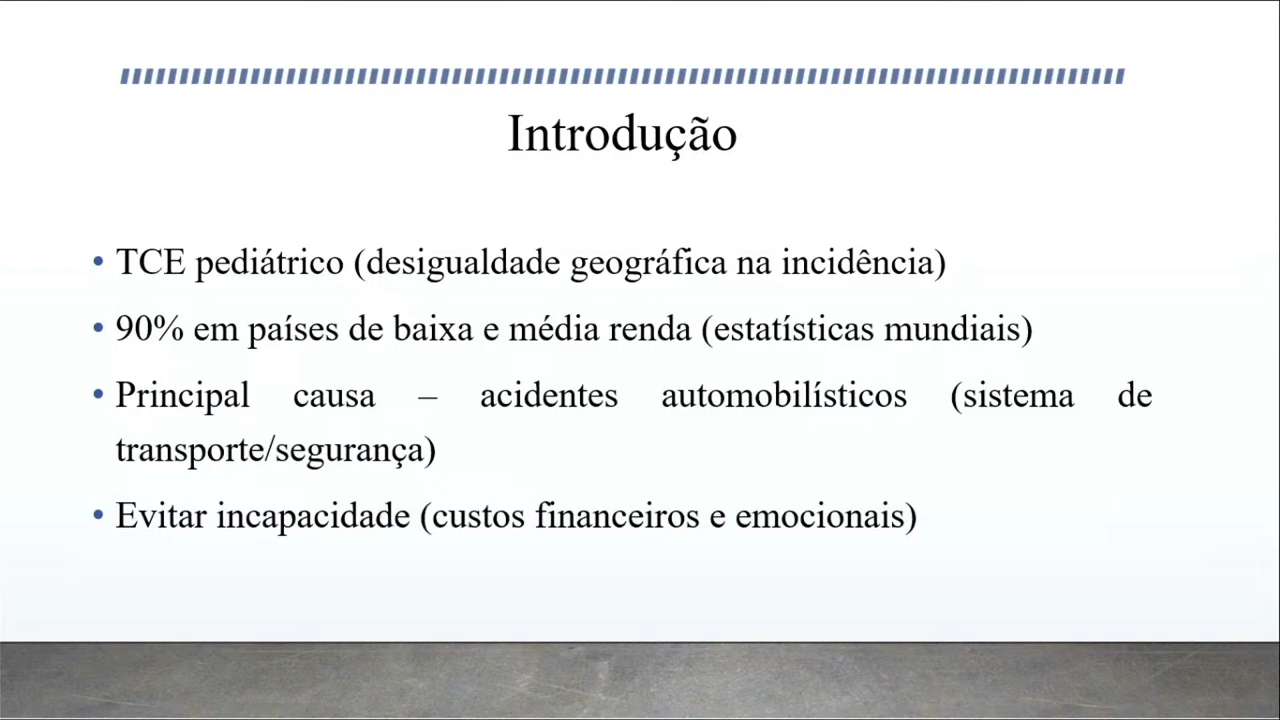 Introdução
• TCE pediátrico (desigualdade geográfica na incidência)
• 90% em países de baixa e média renda (estatísticas mundiais)
• Principal causa – acidentes automobilísticos (sistema de
transporte/segurança)
• Evitar incapacidade (custos financeiros e emocionais)